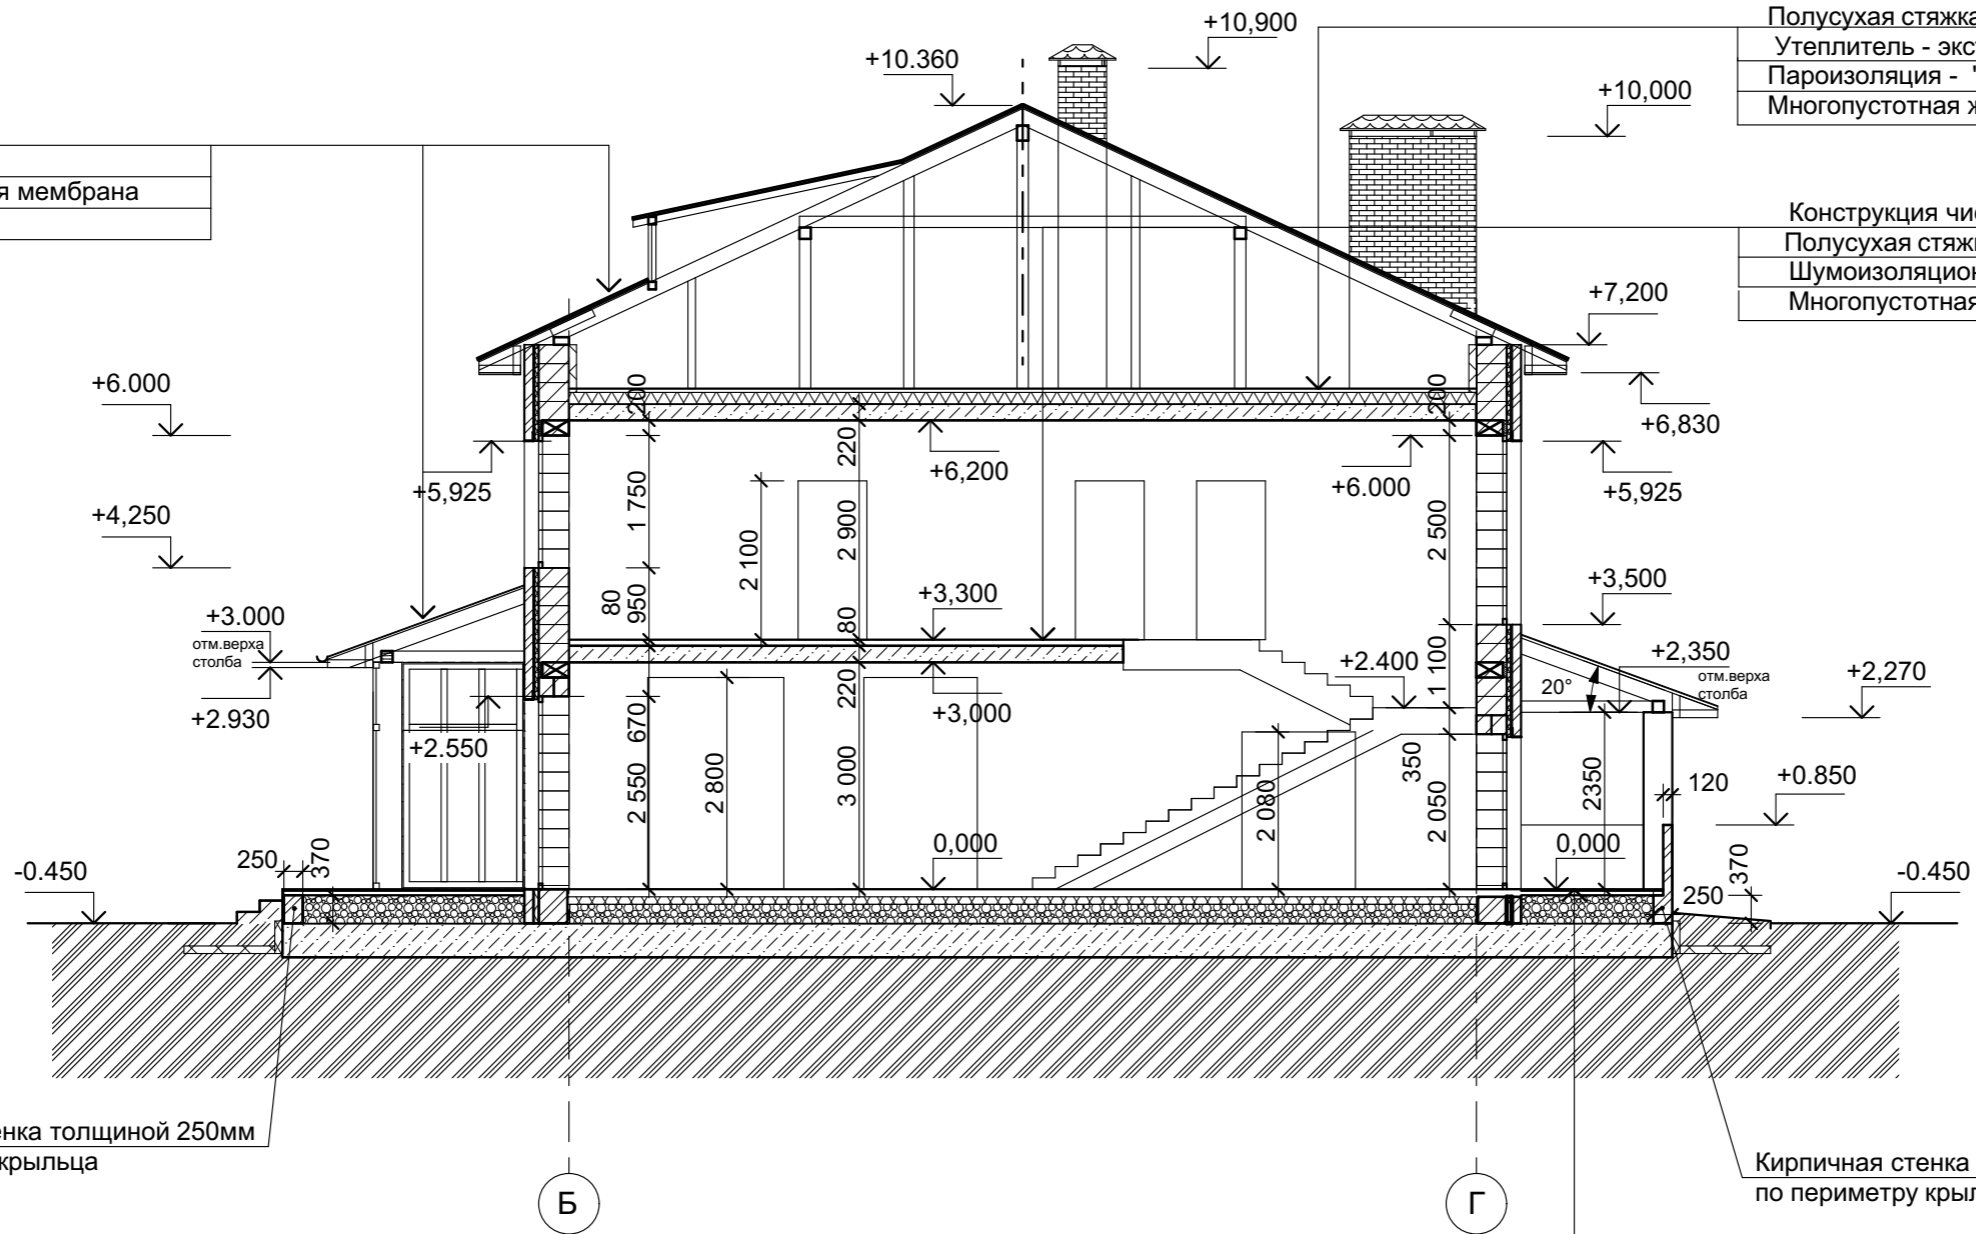 +10,900
Полусухая стяжка
Утеплитель - экс
+10.360
Пароизоляция - "
+10,000
Многопустотная ж
я мембрана
Конструкция чи
Полусухая стяж
Шумоизоляцион
Многопустотная
+7,200
+6.000
200
200
+6,830
220
+6,200
+6.000
+5,925
+5,925
1 750
2 900
2 500
+4,250
2 100
+3,500
+3,300
80
950
80
+3.000
отм.верха
столба
+2.400
1 100
+2,350
отм.верха
столба
20°
+2,270
+2.930
220
+3,000
670
+2.550
350
2 550
2 800
3 000
2 080
2 050
2350
120
+0.850
0,000
0,000
250
370
370
-0.450
-0.450
250
енка толщиной 250мм
крыльца
Кирпичная стенка
по периметру крыл
Б
Г